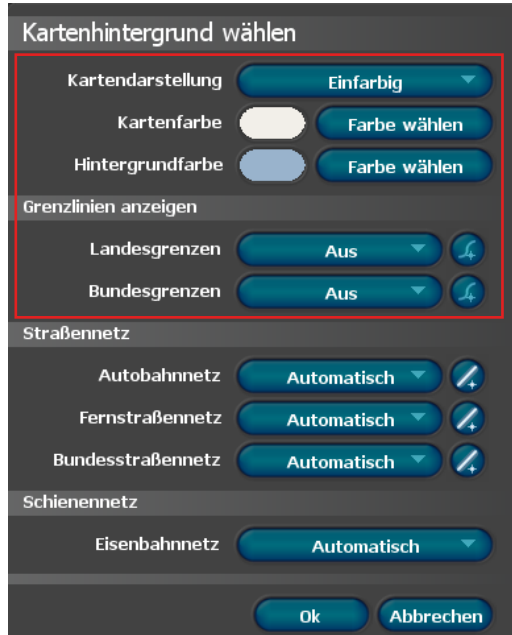 Kartenhintergrund wählen
Kartendarstellung Einfarbig
Kartenfarbe Farbe wählen
Hintergrundfarbe Farbe wählen
Grenzlinien anzeigen
Landesgrenzen Aus
Bundesgrenzen Aus
Straßennetz
Autobahnnetz Automatisch
Fernstraßennetz Automatisch
Bundesstraßennetz Automatisch
Schienennetz
Eisenbahnnetz Automatisch
Ok Abbrechen